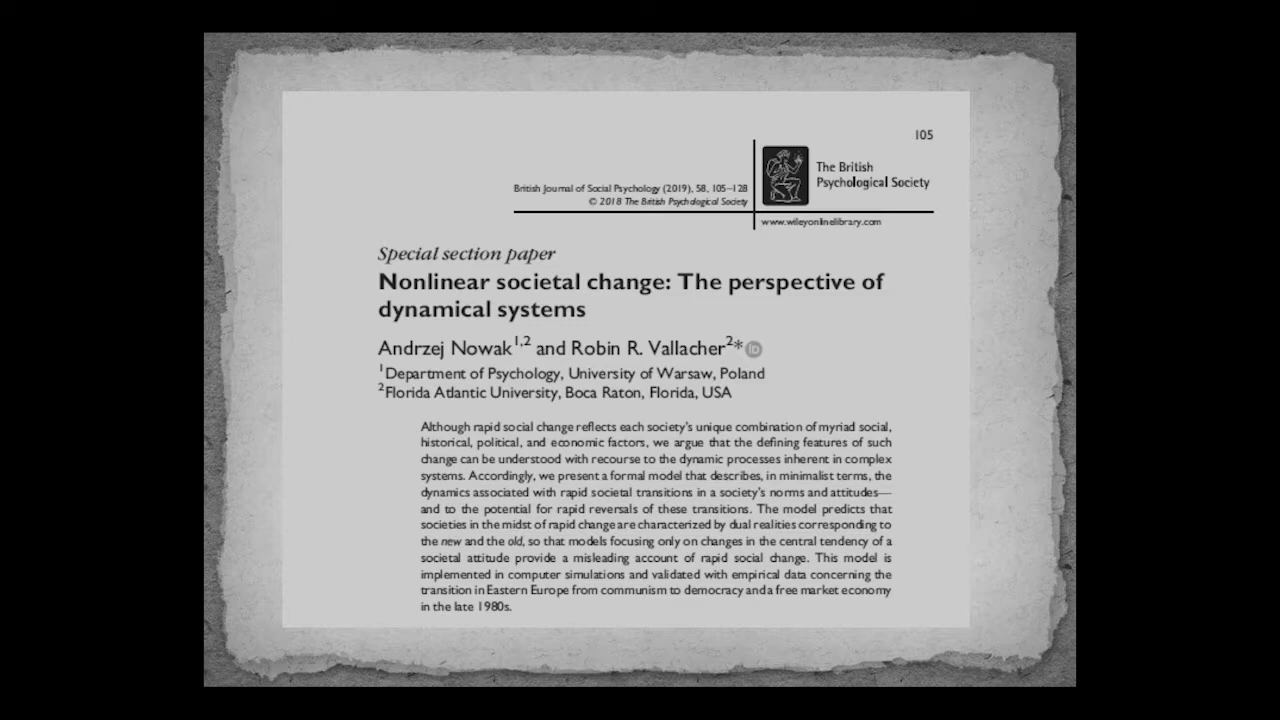 105
The British
Psychological Society
British Journal of Social Psychology (2019), 58, 105–128
© 2018 The British Psychological Society
www.wileyonlinelibrary.com
Special section paper
Nonlinear societal change: The perspective of
dynamical systems
Andrzej Nowak1,2 and Robin R. Vallacher2* iD
1Department of Psychology, University of Warsaw, Poland
2Florida Atlantic University, Boca Raton, Florida, USA
Although rapid social change reflects each society's unique combination of myriad social,
historical, political, and economic factors, we argue that the defining features of such
change can be understood with recourse to the dynamic processes inherent in complex
systems. Accordingly, we present a formal model that describes, in minimalist terms, the
dynamics associated with rapid societal transitions in a society's norms and attitudes—
and to the potential for rapid reversals of these transitions. The model predicts that
societies in the midst of rapid change are characterized by dual realities corresponding to
the new and the old, so that models focusing only on changes in the central tendency of a
societal attitude provide a misleading account of rapid social change. This model is
implemented in computer simulations and validated with empirical data concerning the
transition in Eastern Europe from communism to democracy and a free market economy
in the late 1980s.